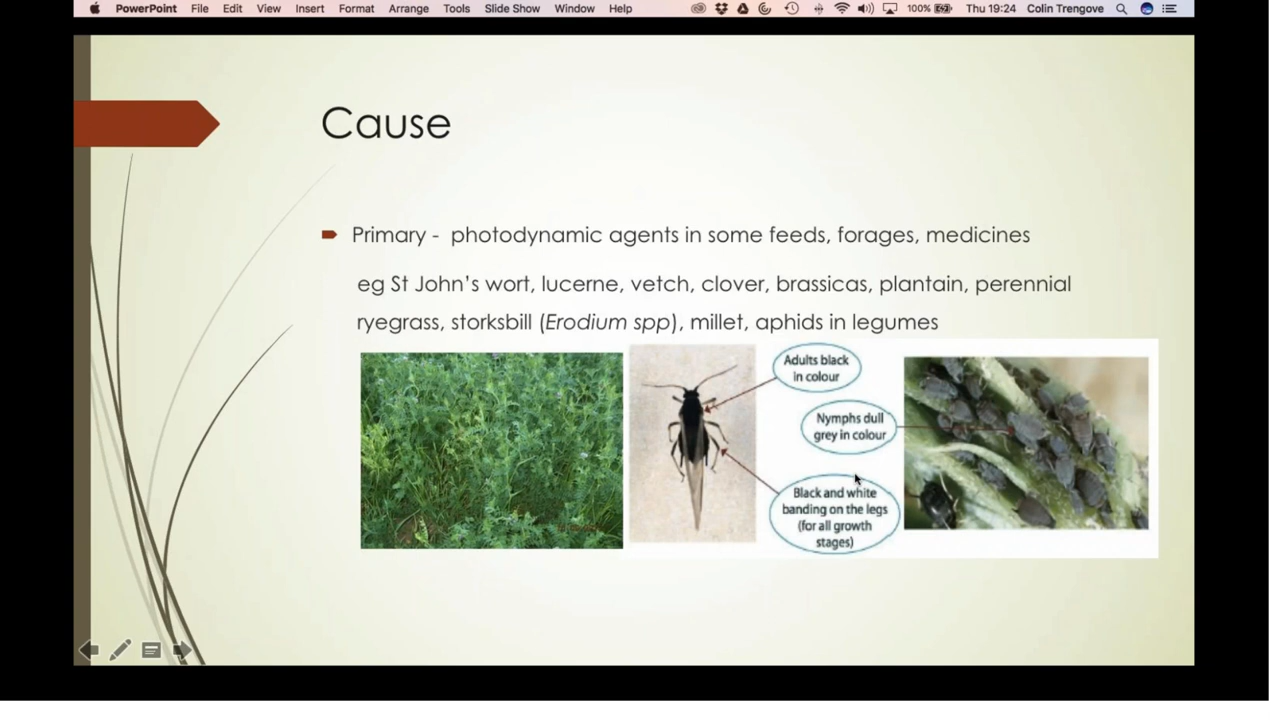 PowerPoint File Edit View Insert Format Arrange Tools Slide Show Window Help 100% Thu 19:24 Colin Trengove
Cause
Primary - photodynamic agents in some feeds, forages, medicines
eg St John's wort, lucerne, vetch, clover, brassicas, plantain, perennial
ryegrass, storksbill (Erodium spp), millet, aphids in legumes
Adults black
in colour
Nymphs dull
grey in colour
Black and white
banding on the legs
(for all growth
stages)